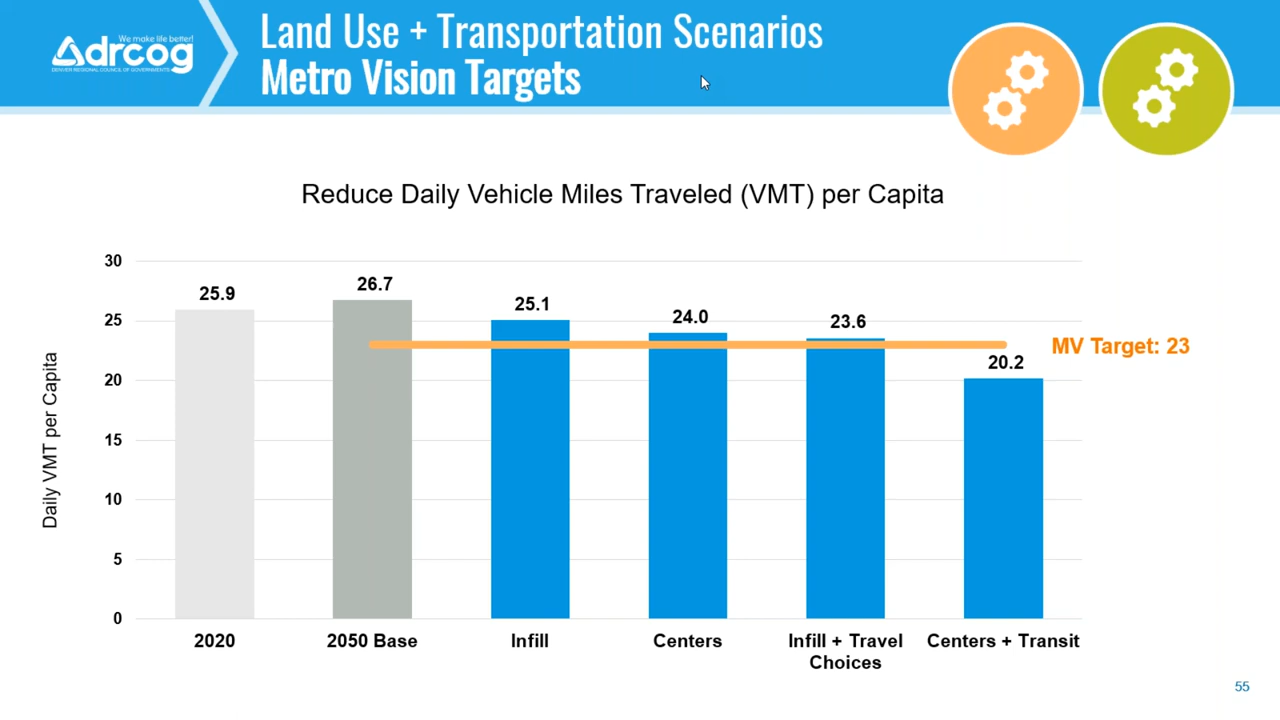 We make life better!
drcog
DENVER REGIONAL COUNCIL OF GOVERNMENTS
Land Use + Transportation Scenarios
Metro Vision Targets
Reduce Daily Vehicle Miles Traveled (VMT) per Capita
Daily VMT per Capita
30
25
20
15
10
5
0
25.9
26.7
25.1
24.0
23.6
20.2
MV Target: 23
2020
2050 Base
Infill
Centers
Infill + Travel
Choices
Centers + Transit
55